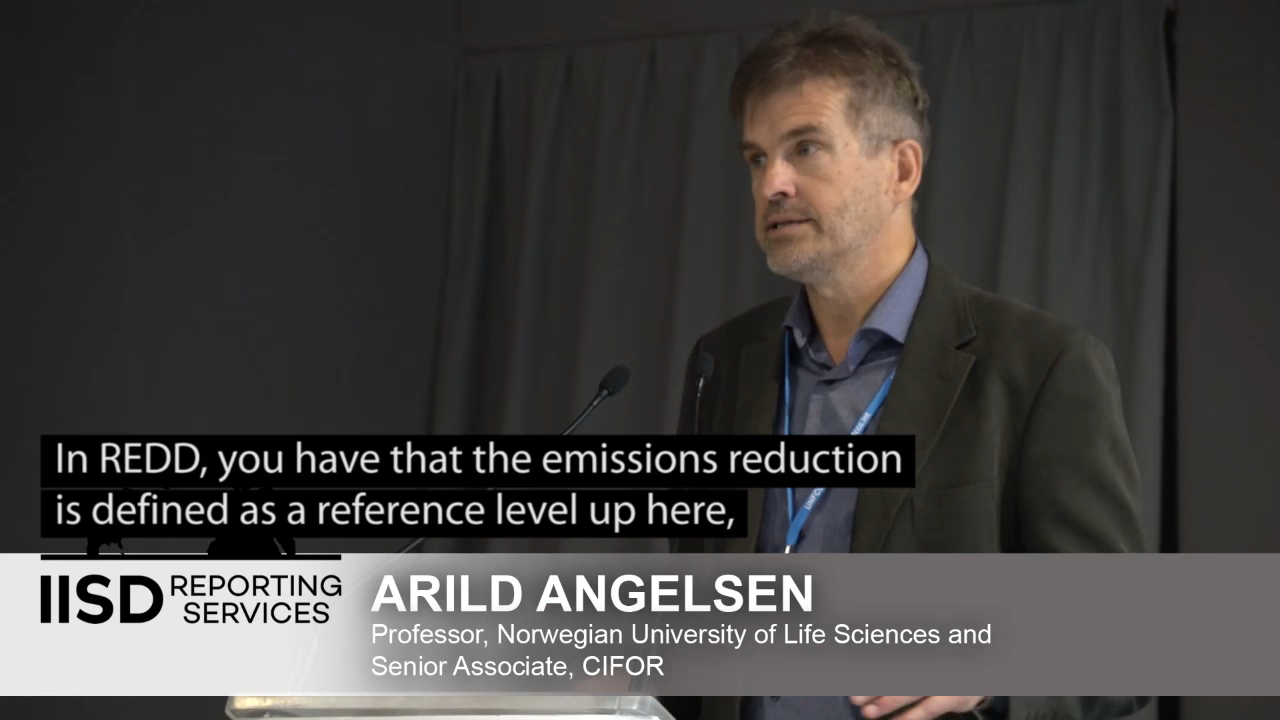 In REDD, you have that the emissions reduction
is defined as a reference level up here,
IISD REPORTING
SERVICES
ARILD ANGELSEN
Professor, Norwegian University of Life Sciences and
Senior Associate, CIFOR